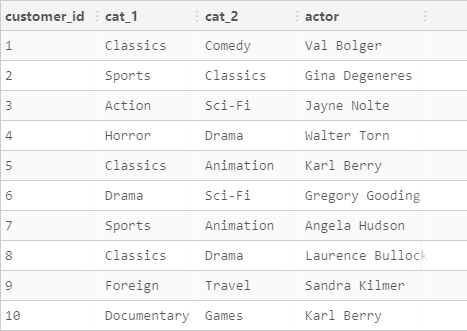 customer_id cat_1 cat_2 actor
1 Classics Comedy Val Bolger
2 Sports Classics Gina Degeneres
3 Action Sci-Fi Jayne Nolte
4 Horror Drama Walter Torn
5 Classics Animation Karl Berry
6 Drama Sci-Fi Gregory Gooding
7 Sports Animation Angela Hudson
8 Classics Drama Laurence Bullock
9 Foreign Travel Sandra Kilmer
10 Documentary Games Karl Berry